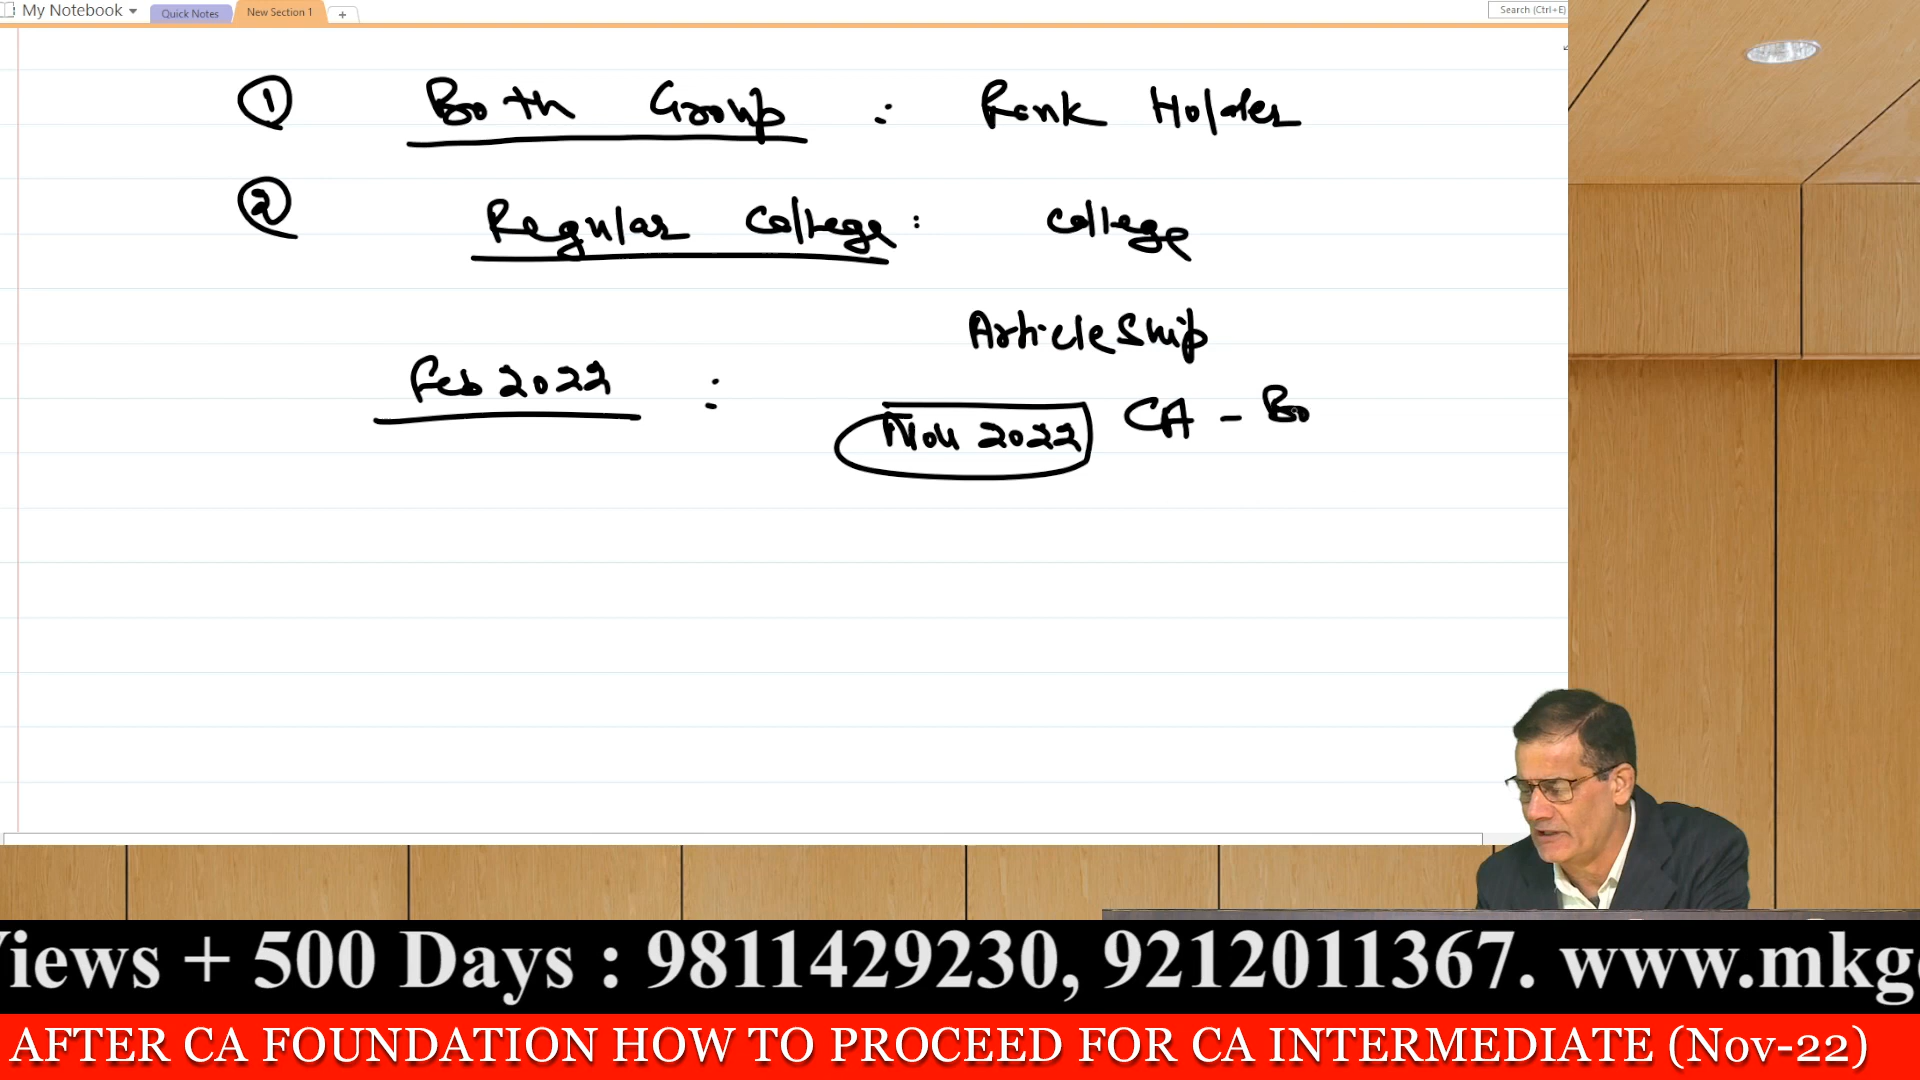 My Notebook Quick Notes New Section 1 + Search (Ctrl+E)
① Both Group : Rank Holder
② Regular College : College
Articleship
Feb 2022 :
Nov 2022 CA - Bo
Views + 500 Days : 9811429230, 9212011367. www.mkg
AFTER CA FOUNDATION HOW TO PROCEED FOR CA INTERMEDIATE (Nov-22)